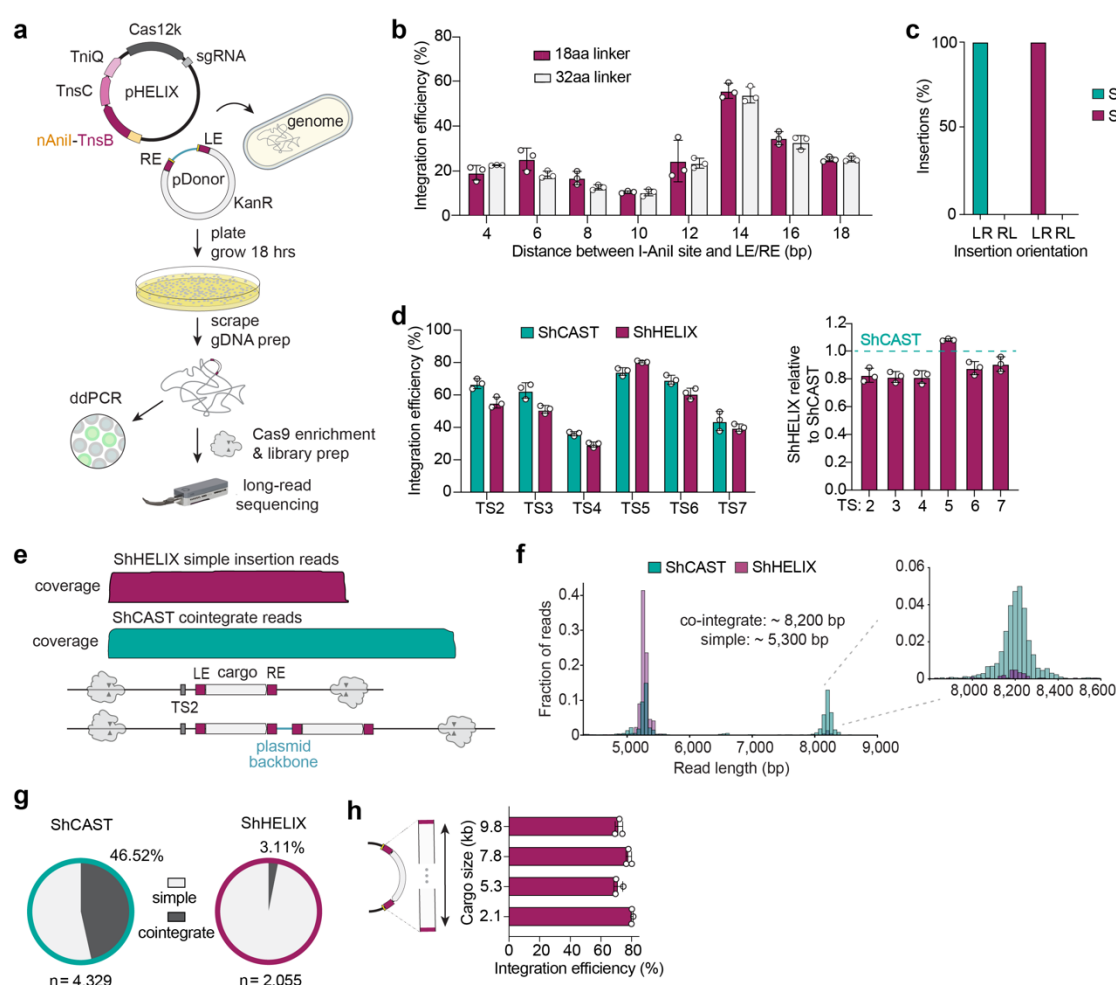 a
Cas12k
TniQ
sgRNA
TnsC
pHELIX
nAniI-TnsB
LE
genome
RE
pDonor
KanR
plate
grow 18 hrs
scrape
gDNA prep
ddPCR
Cas9 enrichment
& library prep
long-read
sequencing
b
Integration efficiency (%)
80
60
40
20
0
18aa linker
32aa linker
4 6 8 10 12 14 16 18
Distance between I-AniI site and LE/RE (bp)
c
Insertions (%)
100
50
0
S
S
LR RL LR RL
Insertion orientation
d
Integration efficiency (%)
100
80
60
40
20
0
ShCAST ShHELIX
TS2 TS3 TS4 TS5 TS6 TS7
ShHELIX relative
to ShCAST
1.2
1.0
0.8
0.6
0.4
0.2
0.0
ShCAST
TS: 2 3 4 5 6 7
e
ShHELIX simple insertion reads
coverage
ShCAST cointegrate reads
coverage
LE cargo RE
TS2
plasmid
backbone
f
ShCAST ShHELIX
Fraction of reads
0.4
0.3
0.2
0.1
0
co-integrate: ~ 8,200 bp
simple: ~ 5,300 bp
5,000 6,000 7,000 8,000 9,000
Read length (bp)
0.06
0.04
0.02
0
8,000 8,200 8,400 8,600
g
ShCAST
46.52%
simple
cointegrate
n= 4,329
ShHELIX
3.11%
n= 2,055
h
Cargo size (kb)
9.8
7.8
5.3
2.1
0 20 40 60 80
Integration efficiency (%)